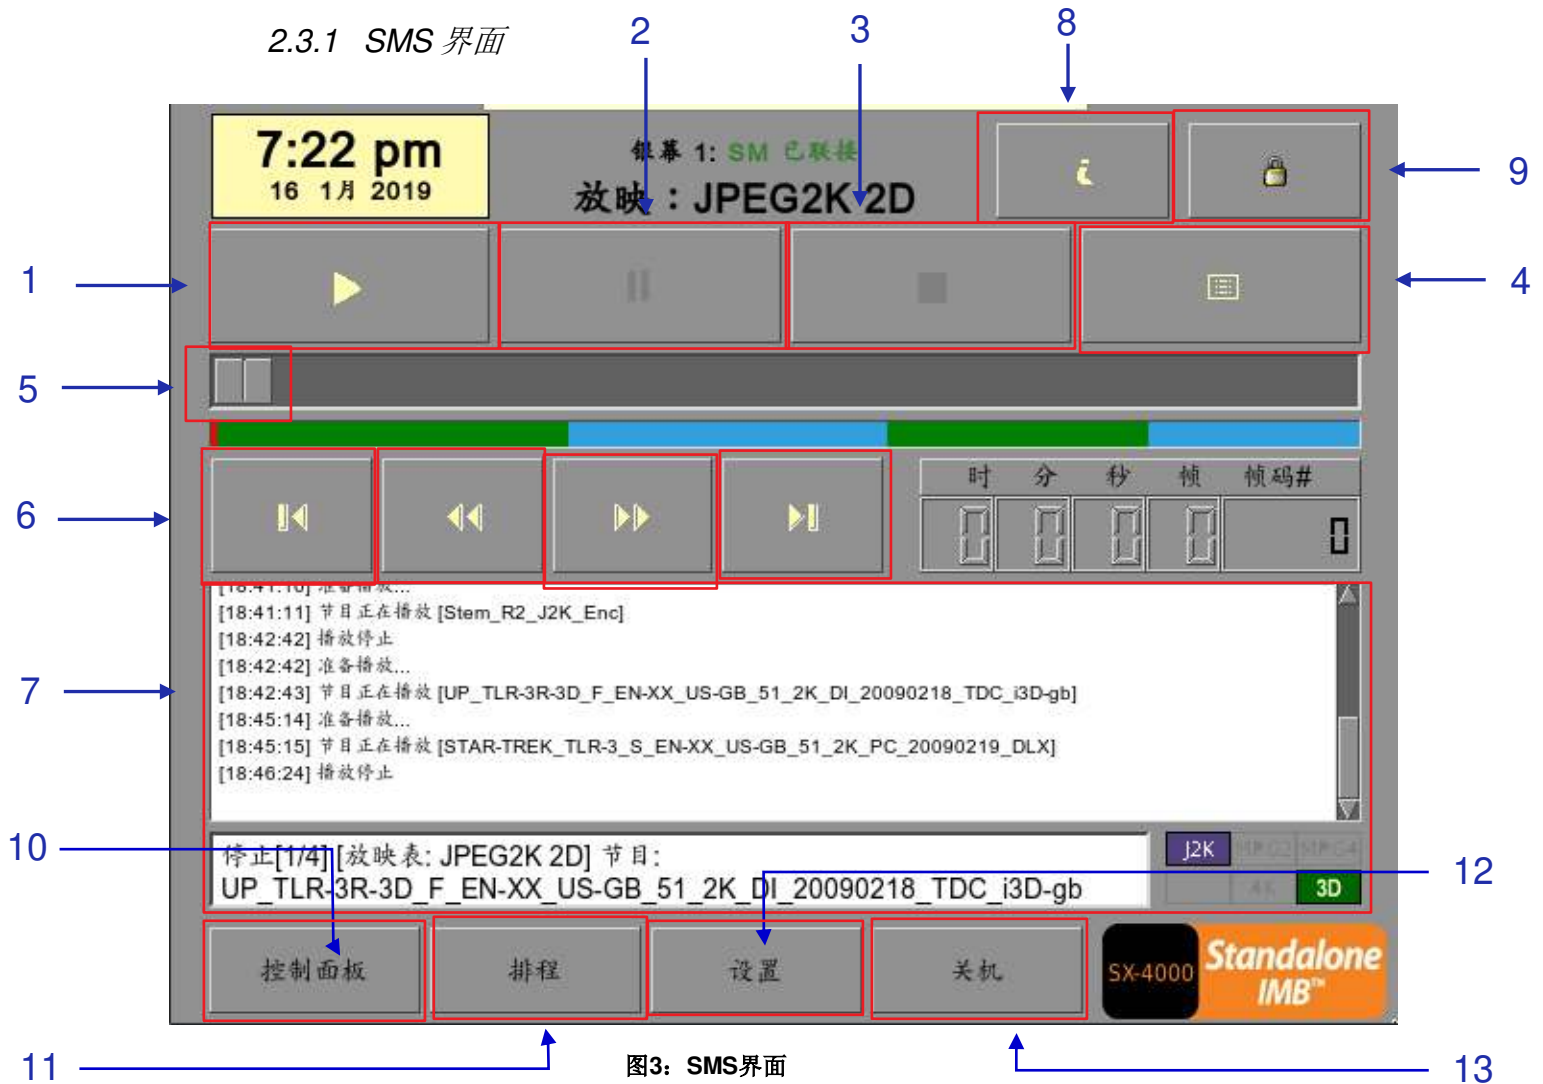 2.3.1 SMS 界面
2
3
8
7:22 pm
16 1月 2019
银幕 1: SM 已联接
放映：JPEG2K 2D
9
1
4
5
6
时 分 秒 帧 帧码#
0 0 0 0 0
7
准备播放...
[18:41:11] 节目正在播放 [Stem_R2_J2K_Enc]
[18:42:42] 播放停止
[18:42:42] 准备播放...
[18:42:43] 节目正在播放 [UP_TLR-3R-3D_F_EN-XX_US-GB_51_2K_DI_20090218_TDC_i3D-gb]
[18:45:14] 准备播放...
[18:45:15] 节目正在播放 [STAR-TREK_TLR-3_S_EN-XX_US-GB_51_2K_PC_20090219_DLX]
[18:46:24] 播放停止
10
停止[1/4] [放映表: JPEG2K 2D] 节目:
UP_TLR-3R-3D_F_EN-XX_US-GB_51_2K_DI_20090218_TDC_i3D-gb
J2K MPEG2 MPEG4
4K 3D
12
控制面板 排程 设置 关机
SX-4000
Standalone
IMB™
11
图3：SMS界面
13